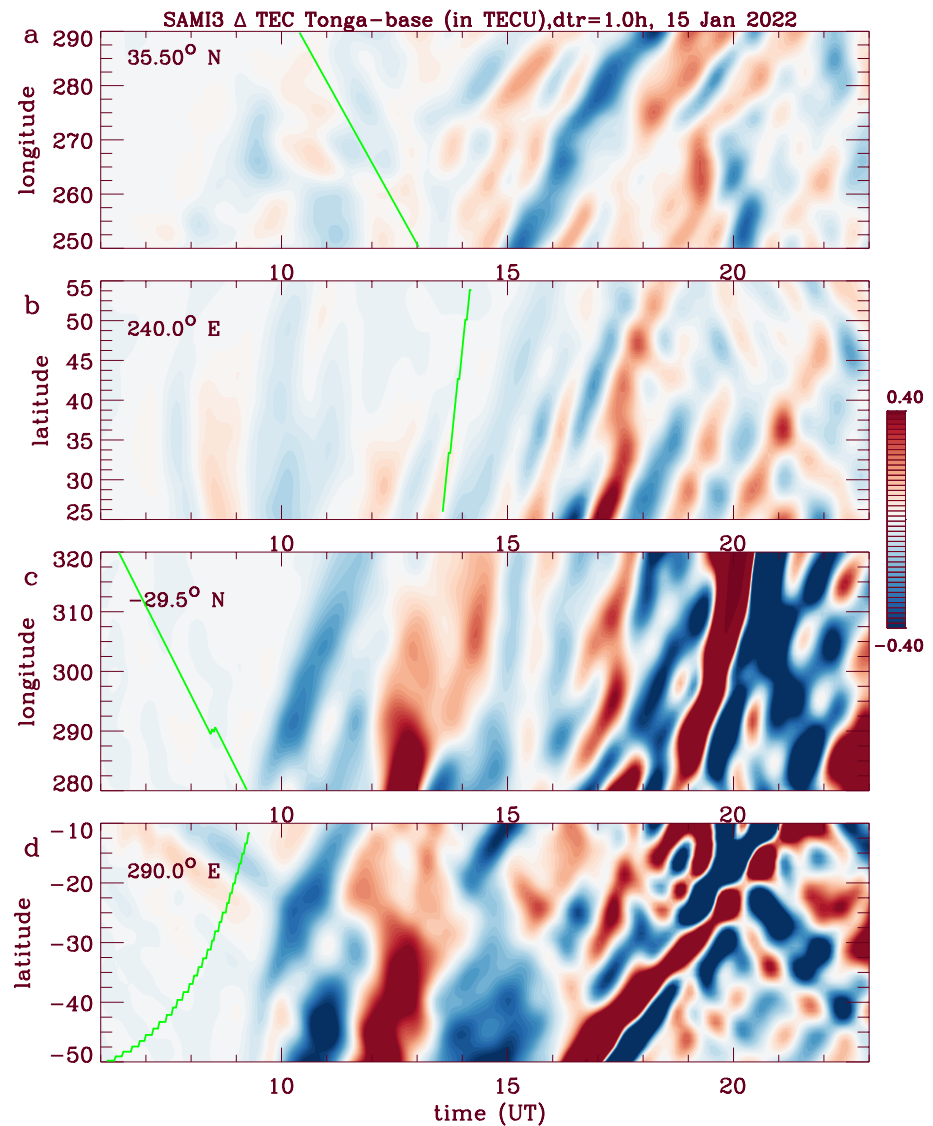 SAMI3 Δ TEC Tonga-base (in TECU),dtr=1.0h, 15 Jan 2022
a
35.50° N
longitude
290
280
270
260
250
10
15
20
b
240.0° E
latitude
55
50
45
40
35
30
25
10
15
20
0.40
-0.40
c
-29.5° N
longitude
320
310
300
290
280
10
15
20
d
290.0° E
latitude
-10
-20
-30
-40
-50
10
15
20
time (UT)